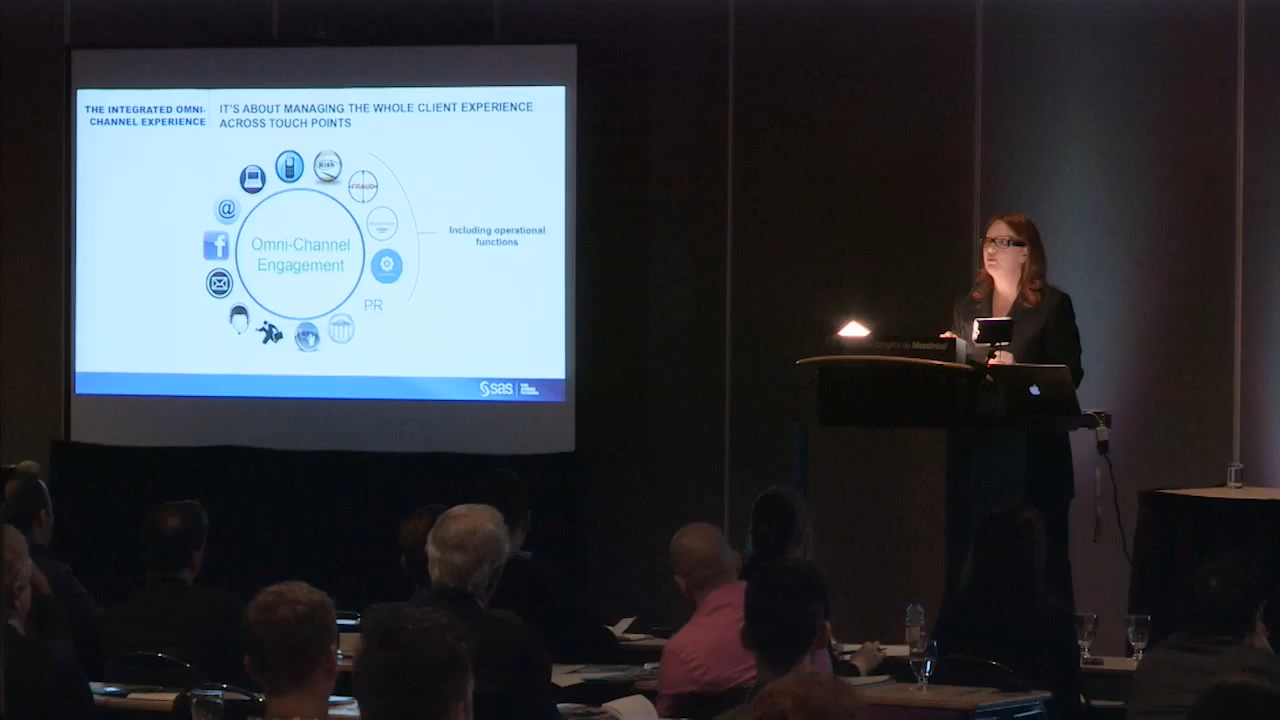 THE INTEGRATED OMNI-
CHANNEL EXPERIENCE
IT'S ABOUT MANAGING THE WHOLE CLIENT EXPERIENCE
ACROSS TOUCH POINTS
Risk
FRAUD
@
f
Omni-Channel
Engagement
Including operational
functions
PR
sas
Montréal